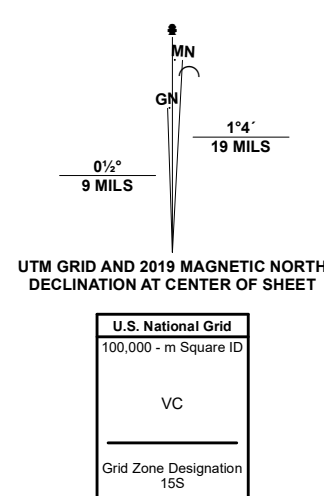 MN
GN
1°4´
19 MILS
0½°
9 MILS
UTM GRID AND 2019 MAGNETIC NORTH
DECLINATION AT CENTER OF SHEET
U.S. National Grid
100,000 - m Square ID
VC
Grid Zone Designation
15S